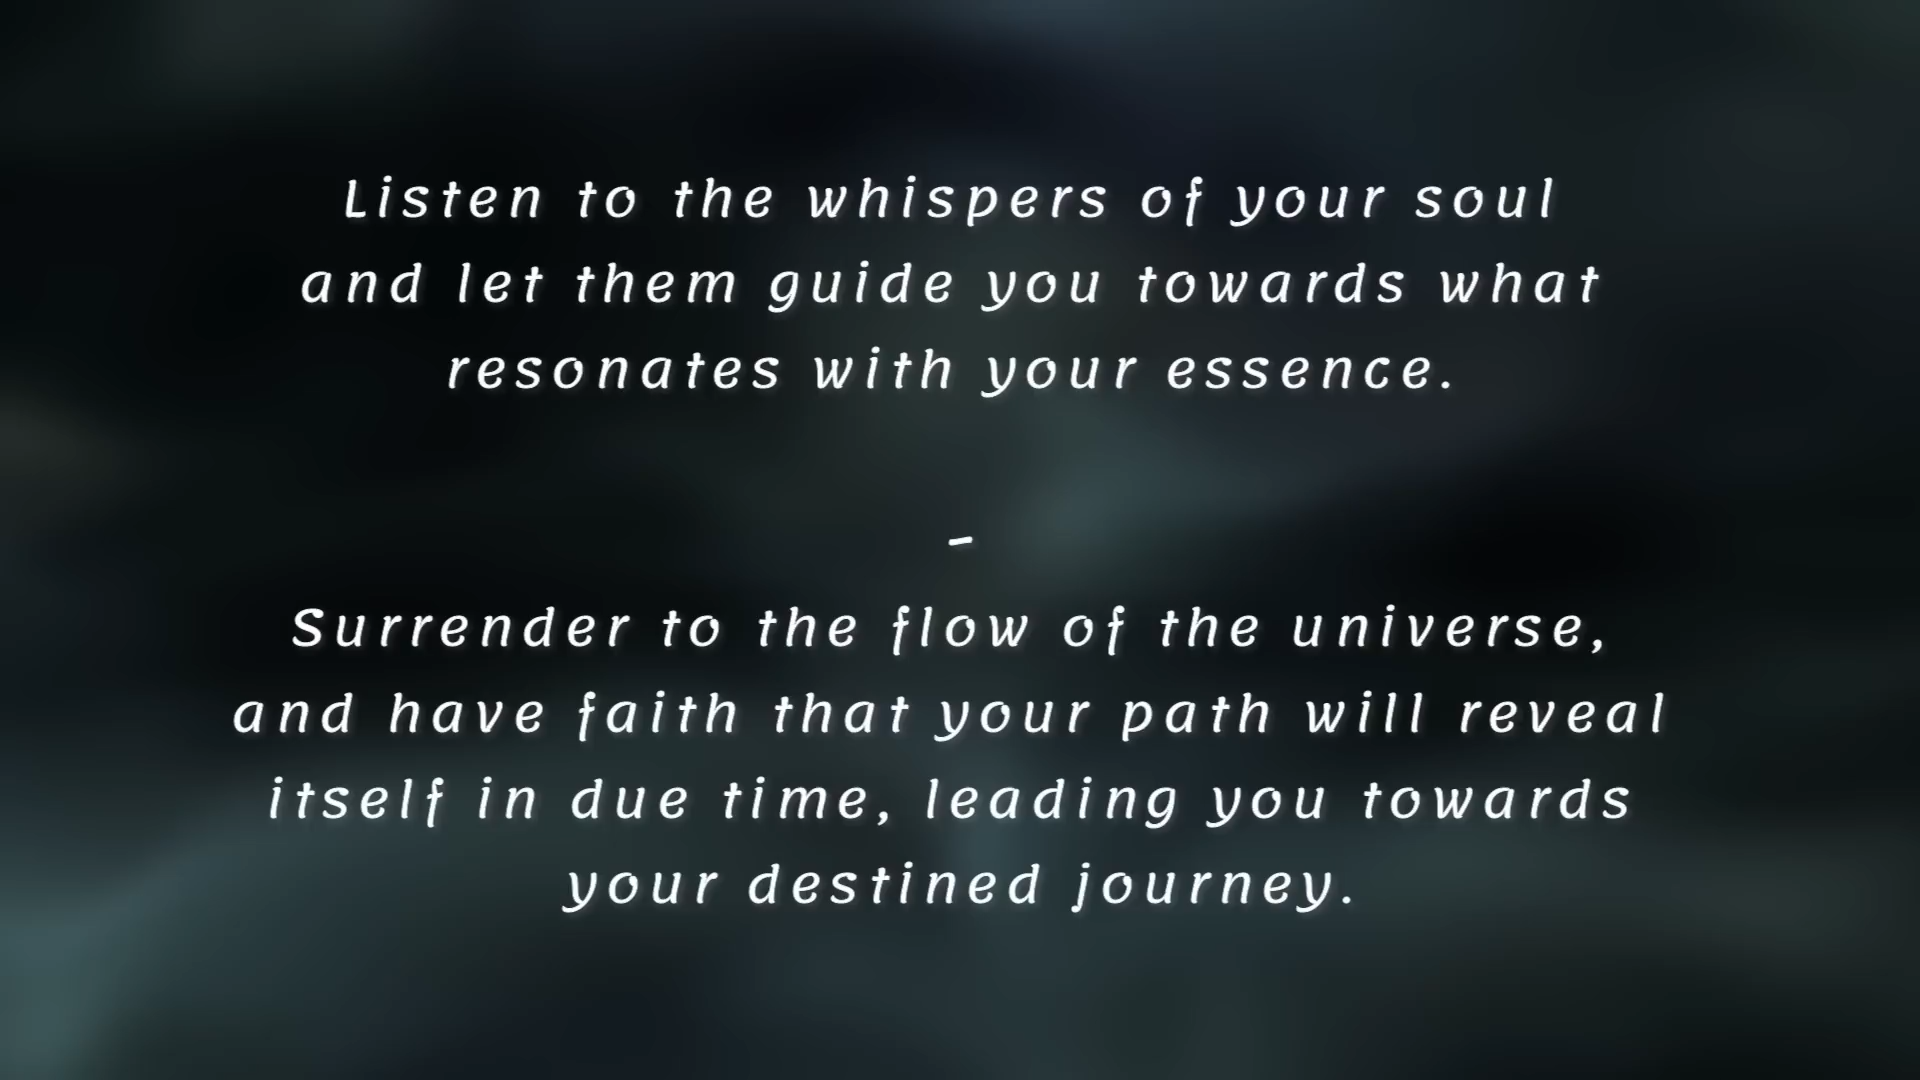 Listen to the whispers of your soul
and let them guide you towards what
resonates with your essence.
-
Surrender to the flow of the universe,
and have faith that your path will reveal
itself in due time, leading you towards
your destined journey.